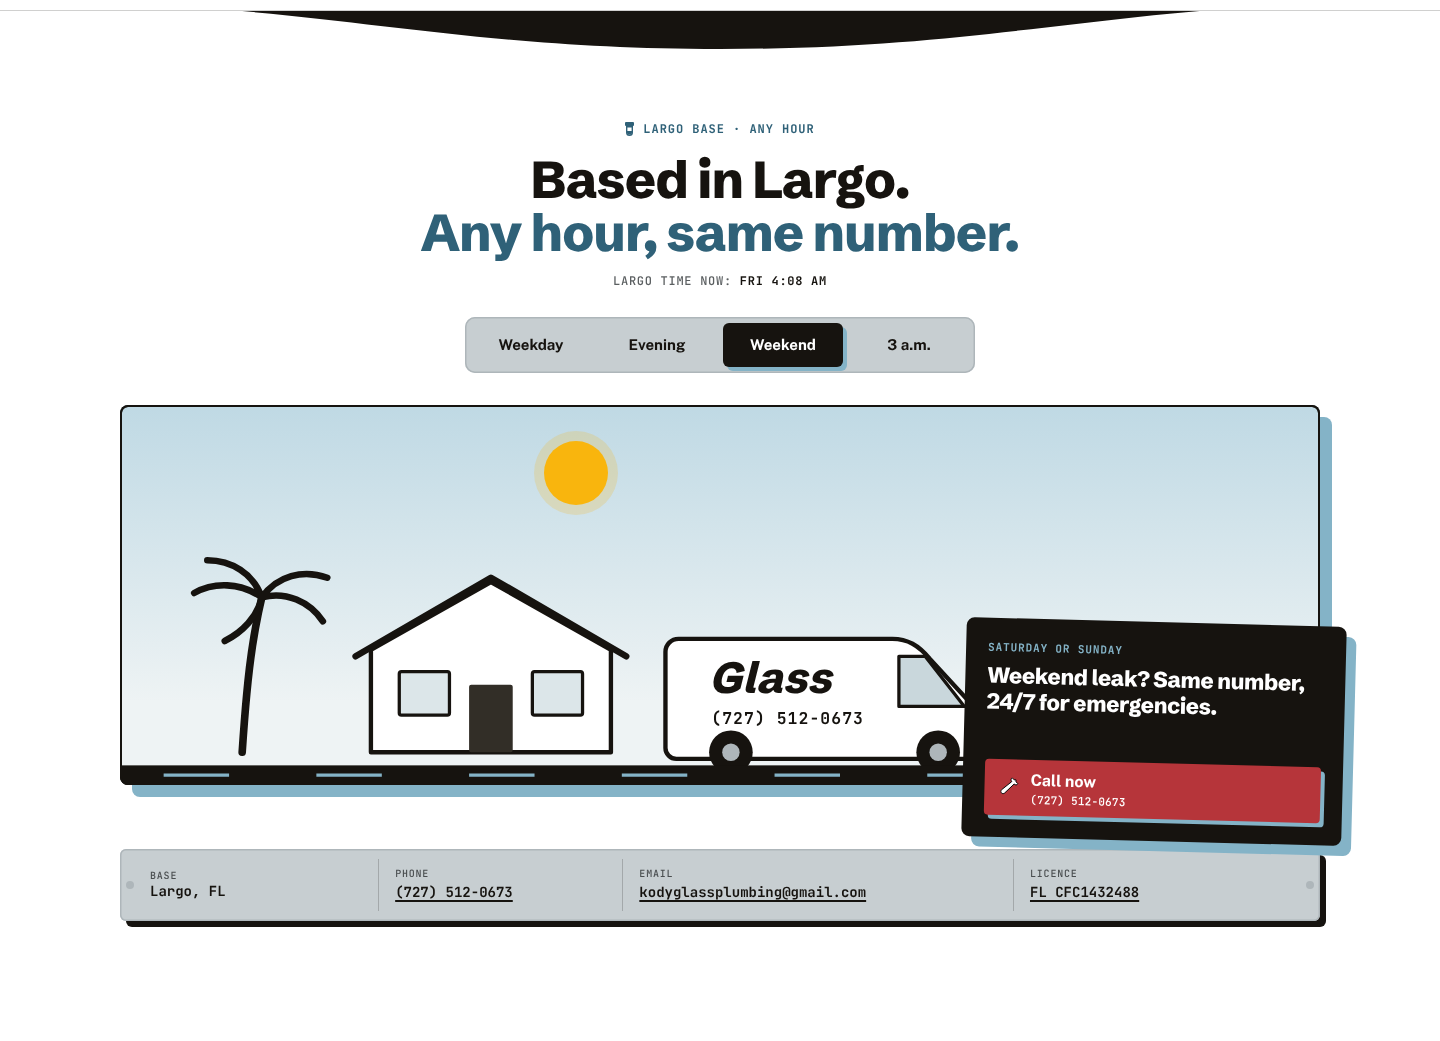 LARGO BASE · ANY HOUR
Based in Largo.
Any hour, same number.
LARGO TIME NOW: FRI 4:08 AM
Weekday
Evening
Weekend
3 a.m.
Glass
(727) 512-0673
SATURDAY OR SUNDAY
Weekend leak? Same number,
24/7 for emergencies.
Call now
(727) 512-0673
BASE
Largo, FL
PHONE
(727) 512-0673
EMAIL
kodyglassplumbing@gmail.com
LICENCE
FL CFC1432488